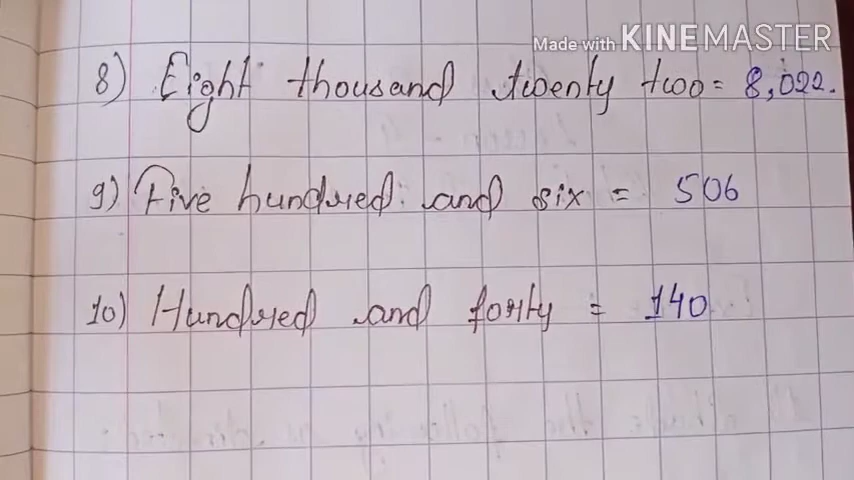 Made with KINEMASTER
8) Eight thousand twenty two = 8,022.
9) Five hundred and six = 506
10) Hundred and forty = 140